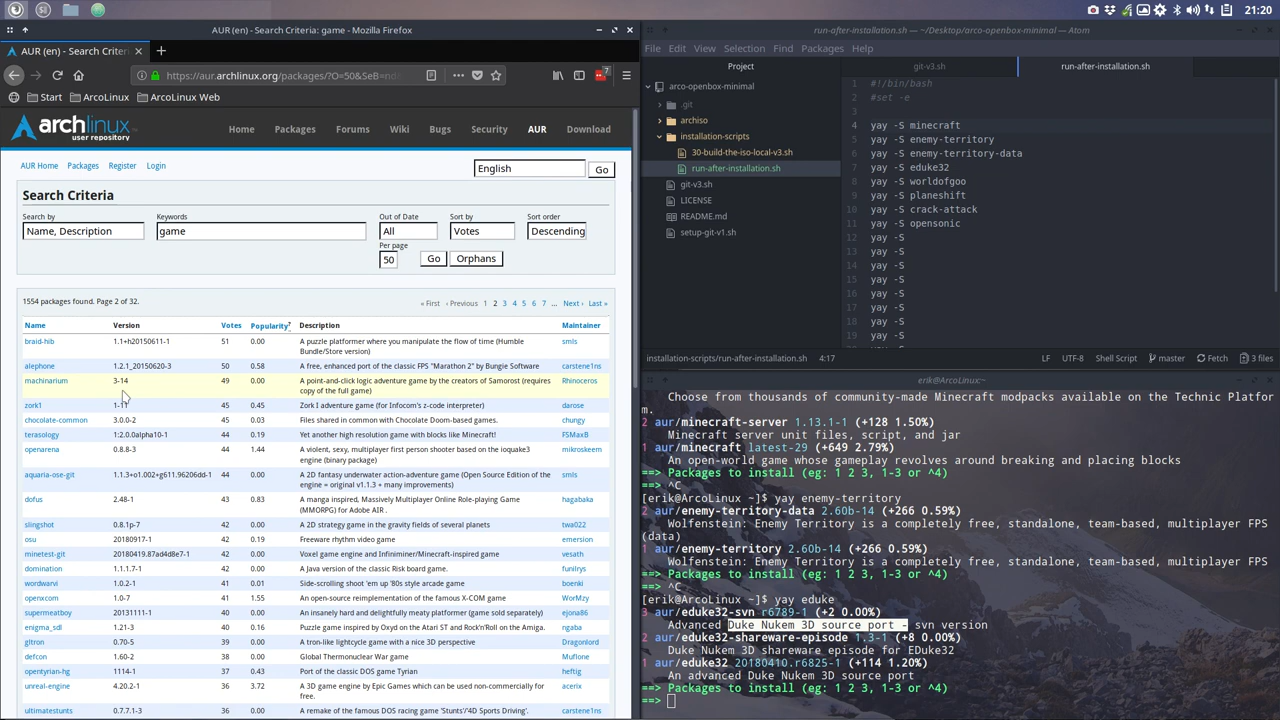 21:20
AUR (en) - Search Criteria: game - Mozilla Firefox
AUR (en) - Search Criteri
https://aur.archlinux.org/packages/?O=50&SeB=nd
7
Start
ArcoLinux
ArcoLinux Web
archlinux
user repository
Home
Packages
Forums
Wiki
Bugs
Security
AUR
Download
AUR Home
Packages
Register
Login
English
Go
Search Criteria
Search by
Keywords
Out of Date
Sort by
Sort order
Name, Description
game
All
Votes
Descending
Per page
50
Go
Orphans
1554 packages found. Page 2 of 32.
« First ‹ Previous 1 2 3 4 5 6 7 ... Next › Last »
Name Version Votes Popularity? Description Maintainer
braid-hib 1.1+h20150611-1 51 0.00 A puzzle platformer where you manipulate the flow of time (Humble smls
Bundle/Store version)
alephone 1.2.1_20150620-3 50 0.58 A free, enhanced port of the classic FPS "Marathon 2" by Bungie Software carstene1ns
machinarium 3-14 49 0.00 A point-and-click logic adventure game by the creators of Samorost (requires Rhinoceros
copy of the full game)
zork1 1-11 45 0.45 Zork I adventure game (for Infocom's z-code interpreter) darose
chocolate-common 3.0.0-2 45 0.03 Files shared in common with Chocolate Doom-based games. chungy
terasology 1:2.0.0alpha10-1 44 0.19 Yet another high resolution game with blocks like Minecraft! FSMaxB
openarena 0.8.8-3 44 1.44 A violent, sexy, multiplayer first person shooter based on the ioquake3 mikroskeem
engine (binary package)
aquaria-ose-git 1.1.3+o1.002+g611.96206dd-1 44 0.00 A 2D fantasy underwater action-adventure game (Open Source Edition of the smls
engine = original v1.1.3 + many improvements)
dofus 2.48-1 43 0.83 A manga inspired, Massively Multiplayer Online Role-playing Game hagabaka
(MMORPG) for Adobe AIR .
slingshot 0.8.1p-7 42 0.00 A 2D strategy game in the gravity fields of several planets twa022
osu 20180917-1 42 0.19 Freeware rhythm video game emersion
minetest-git 20180419.87ad4d8e7-1 42 0.00 Voxel game engine and Infiniminer/Minecraft-inspired game vesath
domination 1.1.1.7-1 42 0.00 A Java version of the classic Risk board game. funilrys
wordwarvi 1.0.2-1 41 0.01 Side-scrolling shoot 'em up '80s style arcade game boenki
openxcom 1.0-7 41 1.55 An open-source reimplementation of the famous X-COM game WorMzy
supermeatboy 20131111-1 40 0.00 An insanely hard and delightfully meaty platformer (game sold separately) ejona86
enigma_sdl 1.21-3 40 0.16 Puzzle game inspired by Oxyd on the Atari ST and Rock'n'Roll on the Amiga. ngaba
gltron 0.70-5 39 0.00 A tron-like lightcycle game with a nice 3D perspective Dragonlord
defcon 1.60-2 38 0.00 Global Thermonuclear War game Muflone
opentyrian-hg 1114-1 37 0.43 Port of the classic DOS game Tyrian heftig
unreal-engine 4.20.2-1 36 3.72 A 3D game engine by Epic Games which can be used non-commercially for acerix
free.
ultimatestunts 0.7.7.1-3 36 0.00 A remake of the famous DOS racing game 'Stunts'/'4D Sports Driving'. carstene1ns
run-after-installation.sh — ~/Desktop/arco-openbox-minimal — Atom
File Edit View Selection Find Packages Help
Project
git-v3.sh
run-after-installation.sh
arco-openbox-minimal
.git
archiso
installation-scripts
30-build-the-iso-local-v3.sh
run-after-installation.sh
git-v3.sh
LICENSE
README.md
setup-git-v1.sh
1 #!/bin/bash
2 #set -e
3
4 yay -S minecraft
5 yay -S enemy-territory
6 yay -S enemy-territory-data
7 yay -S eduke32
8 yay -S worldofgoo
9 yay -S planeshift
10 yay -S crack-attack
11 yay -S opensonic
12 yay -S
13 yay -S
14 yay -S
15 yay -S
16 yay -S
17 yay -S
18 yay -S
19 yay -S
installation-scripts/run-after-installation.sh 4:17
LF UTF-8 Shell Script master Fetch 3 files
erik@ArcoLinux:~
Choose from thousands of community-made Minecraft modpacks available on the Technic Platfor
m.
2 aur/minecraft-server 1.13.1-1 (+128 1.50%)
Minecraft server unit files, script, and jar
1 aur/minecraft latest-29 (+649 2.79%)
An open-world game whose gameplay revolves around breaking and placing blocks
==> Packages to install (eg: 1 2 3, 1-3 or ^4)
==> ^C
[erik@ArcoLinux ~]$ yay enemy-territory
2 aur/enemy-territory-data 2.60b-14 (+266 0.59%)
Wolfenstein: Enemy Territory is a completely free, standalone, team-based, multiplayer FPS
(data)
1 aur/enemy-territory 2.60b-14 (+266 0.59%)
Wolfenstein: Enemy Territory is a completely free, standalone, team-based, multiplayer FPS
==> Packages to install (eg: 1 2 3, 1-3 or ^4)
==> ^C
[erik@ArcoLinux ~]$ yay eduke
3 aur/eduke32-svn r6789-1 (+2 0.00%)
Advanced Duke Nukem 3D source port - svn version
2 aur/eduke32-shareware-episode 1.3-1 (+8 0.00%)
Duke Nukem 3D shareware episode for EDuke32
1 aur/eduke32 20180410.r6825-1 (+114 1.20%)
An advanced Duke Nukem 3D source port
==> Packages to install (eg: 1 2 3, 1-3 or ^4)
==>